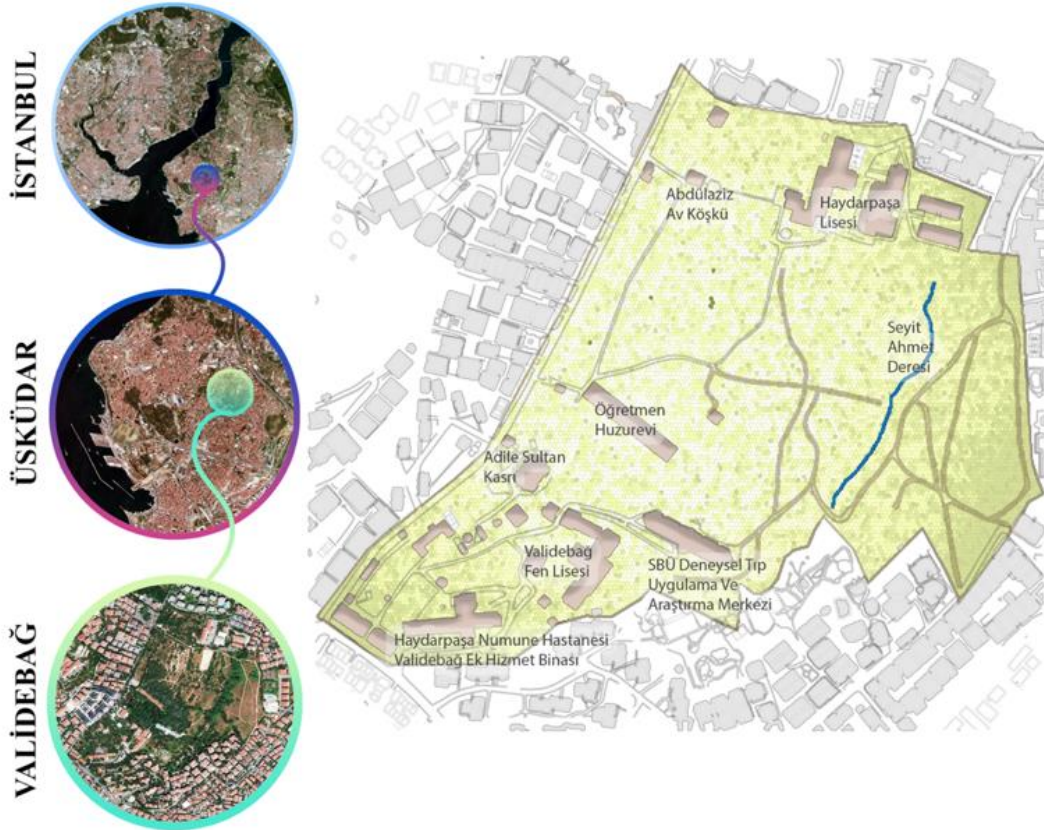 İSTANBUL
ÜSKÜDAR
VALİDEBAĞ
Abdülaziz
Av Köşkü
Haydarpaşa
Lisesi
Seyit
Ahmet
Deresi
Öğretmen
Huzurevi
Adile Sultan
Kasrı
Validebağ
Fen Lisesi
SBÜ Deneysel Tıp
Uygulama Ve
Araştırma Merkezi
Haydarpaşa Numune Hastanesi
Validebağ Ek Hizmet Binası